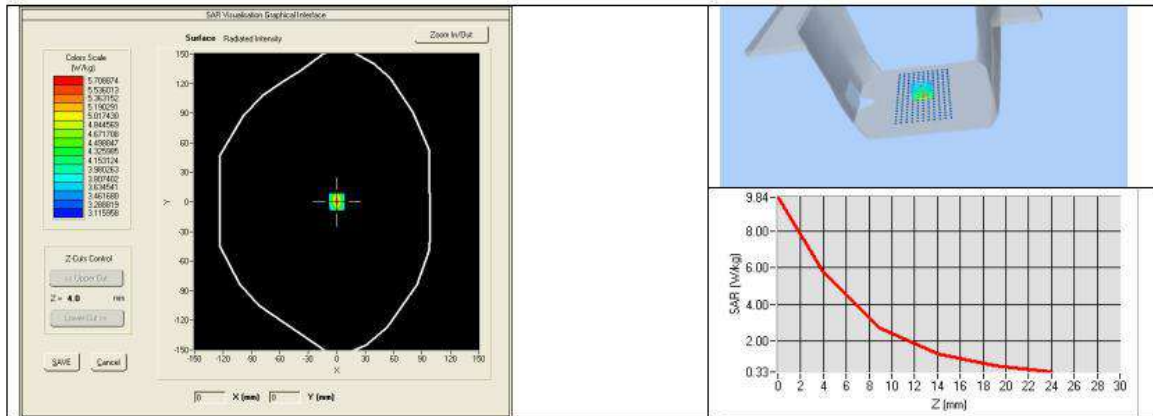 SAR Visualisation Graphical Interface
Surface Radiated Intensity
Zoom In/Out
Colors Scale
(W/kg)
5.708874
5.536013
5.363152
5.190291
5.017430
4.844569
4.671708
4.498847
4.325985
4.153124
3.980263
3.807402
3.634541
3.461680
3.288819
3.115958
Z-Cuts Control
<< Upper Cut
Z = 4.0 mm
Lower Cut >>
SAVE Cancel
150
120
90
60
30
0
-30
-60
-90
-120
-150
Y
-150 -120 -90 -60 -30 0 30 60 90 120 150
X
0 X (mm) 0 Y (mm)
9.84
8.00
6.00
4.00
2.00
0.33
SAR (W/kg)
0 2 4 6 8 10 12 14 16 18 20 22 24 26 28 30
Z (mm)